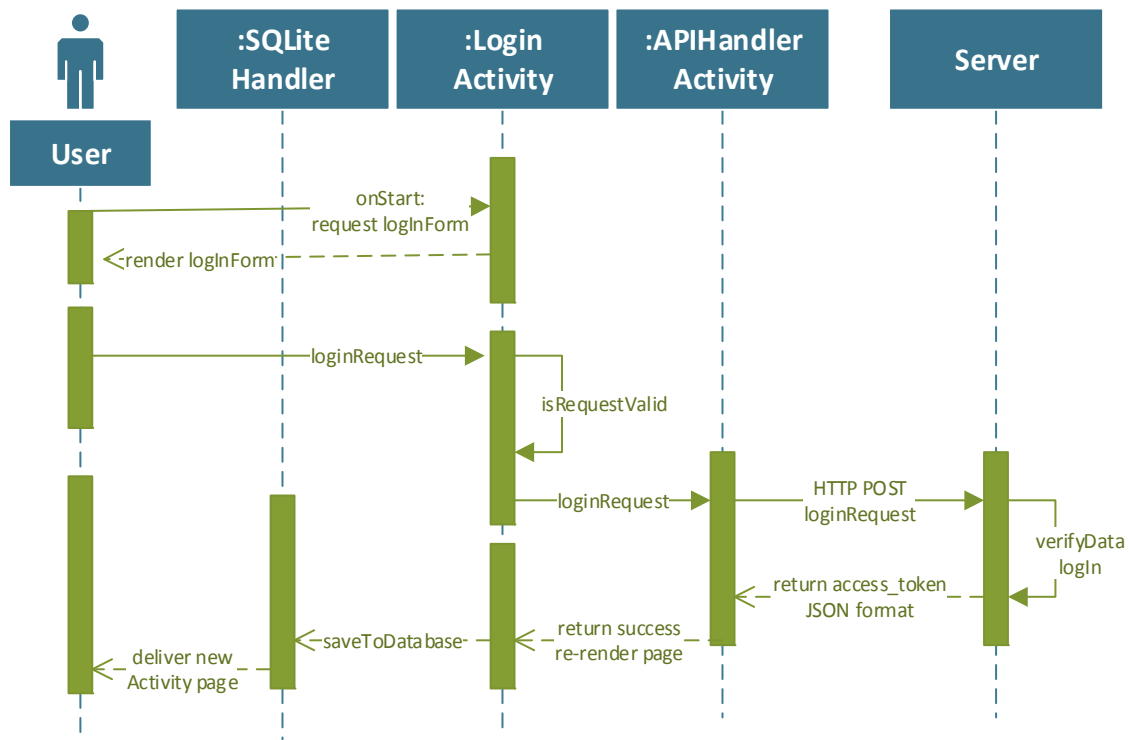 :SQLite
Handler
:Login
Activity
:APIHandler
Activity
Server
User
onStart:
request logInForm
render logInForm
loginRequest
isRequestValid
loginRequest
HTTP POST
loginRequest
verifyData
logIn
return access_token
JSON format
return success
re-render page
saveToDatabase
deliver new
Activity page